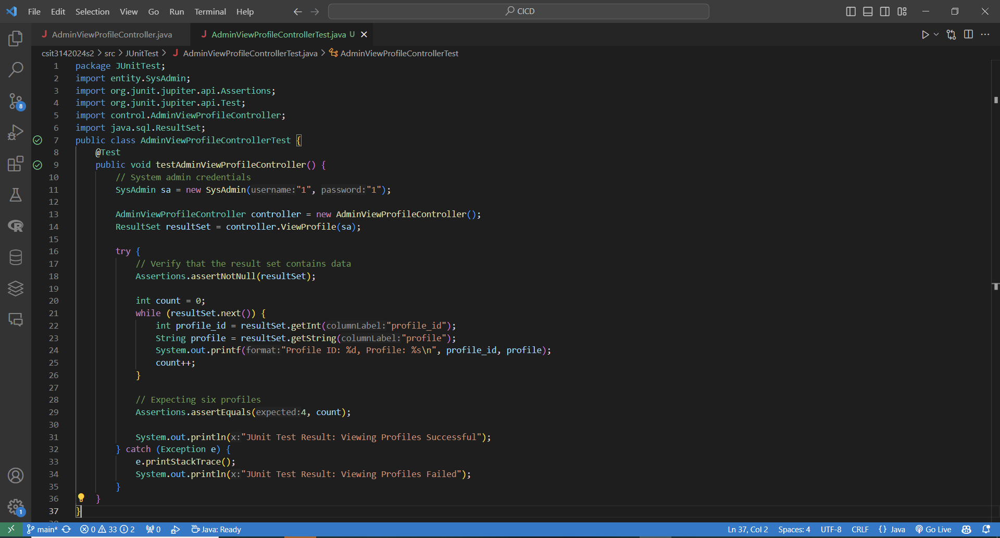 File Edit Selection View Go Run Terminal Help CICD
AdminViewProfileController.java AdminViewProfileControllerTest.java U
csit3142024s2 > src > JUnitTest > AdminViewProfileControllerTest.java > AdminViewProfileControllerTest
1 package JUnitTest;
2 import entity.SysAdmin;
3 import org.junit.jupiter.api.Assertions;
4 import org.junit.jupiter.api.Test;
5 import control.AdminViewProfileController;
6 import java.sql.ResultSet;
7 public class AdminViewProfileControllerTest {
8 @Test
9 public void testAdminViewProfileController() {
10 // System admin credentials
11 SysAdmin sa = new SysAdmin(username:"1", password:"1");
12
13 AdminViewProfileController controller = new AdminViewProfileController();
14 ResultSet resultSet = controller.ViewProfile(sa);
15
16 try {
17 // Verify that the result set contains data
18 Assertions.assertNotNull(resultSet);
19
20 int count = 0;
21 while (resultSet.next()) {
22 int profile_id = resultSet.getInt(columnLabel:"profile_id");
23 String profile = resultSet.getString(columnLabel:"profile");
24 System.out.printf(format:"Profile ID: %d, Profile: %s\n", profile_id, profile);
25 count++;
26 }
27
28 // Expecting six profiles
29 Assertions.assertEquals(expected:4, count);
30
31 System.out.println(x:"JUnit Test Result: Viewing Profiles Successful");
32 } catch (Exception e) {
33 e.printStackTrace();
34 System.out.println(x:"JUnit Test Result: Viewing Profiles Failed");
35 }
36 }
37 }
8
1
main* 0 33 2 0 Java: Ready Ln 37, Col 2 Spaces: 4 UTF-8 CRLF {} Java Go Live